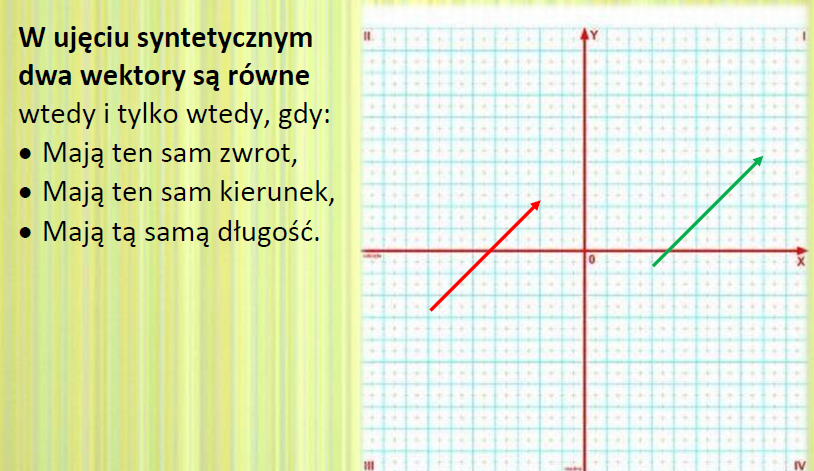 W ujęciu syntetycznym
dwa wektory są równe
wtedy i tylko wtedy, gdy:
• Mają ten sam zwrot,
• Mają ten sam kierunek,
• Mają tą samą długość.
II
Y
I
0
X
III
IV